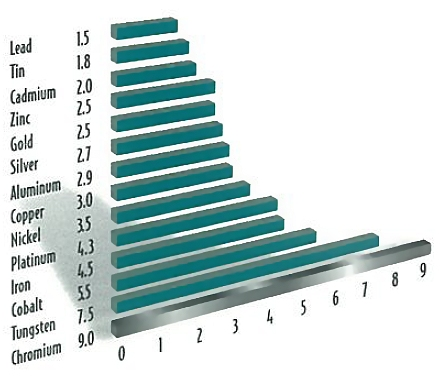 Lead 1.5
Tin 1.8
Cadmium 2.0
Zinc 2.5
Gold 2.5
Silver 2.7
Aluminum 2.9
Copper 3.0
Nickel 3.5
Platinum 4.3
Iron 4.5
Cobalt 5.5
Tungsten 7.5
Chromium 9.0
0 1 2 3 4 5 6 7 8 9